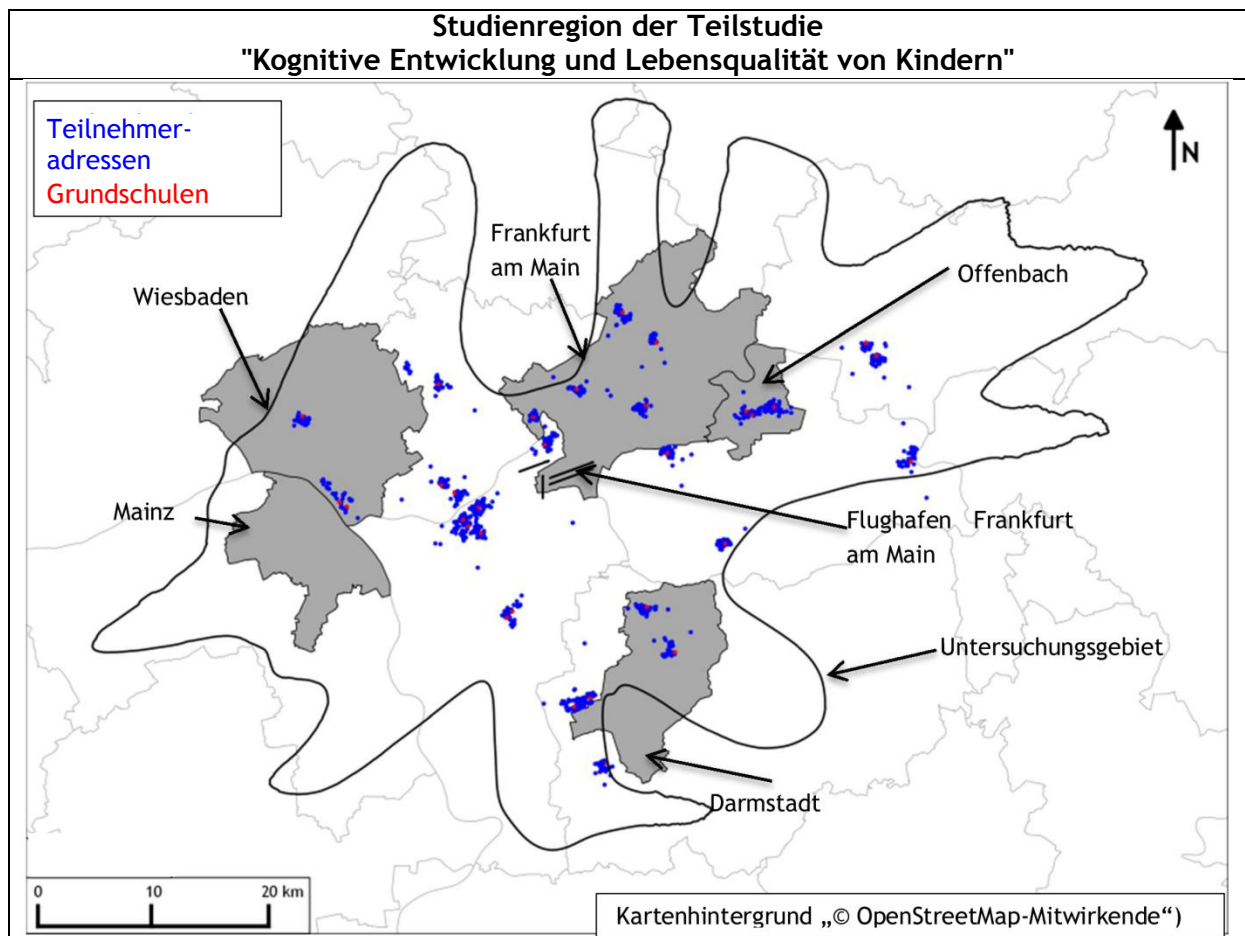 Studienregion der Teilstudie
"Kognitive Entwicklung und Lebensqualität von Kindern"
Teilnehmer-
adressen
Grundschulen
N
Frankfurt
am Main
Offenbach
Wiesbaden
Mainz
Flughafen Frankfurt
am Main
Untersuchungsgebiet
Darmstadt
0 10 20 km
Kartenhintergrund „© OpenStreetMap-Mitwirkende“)